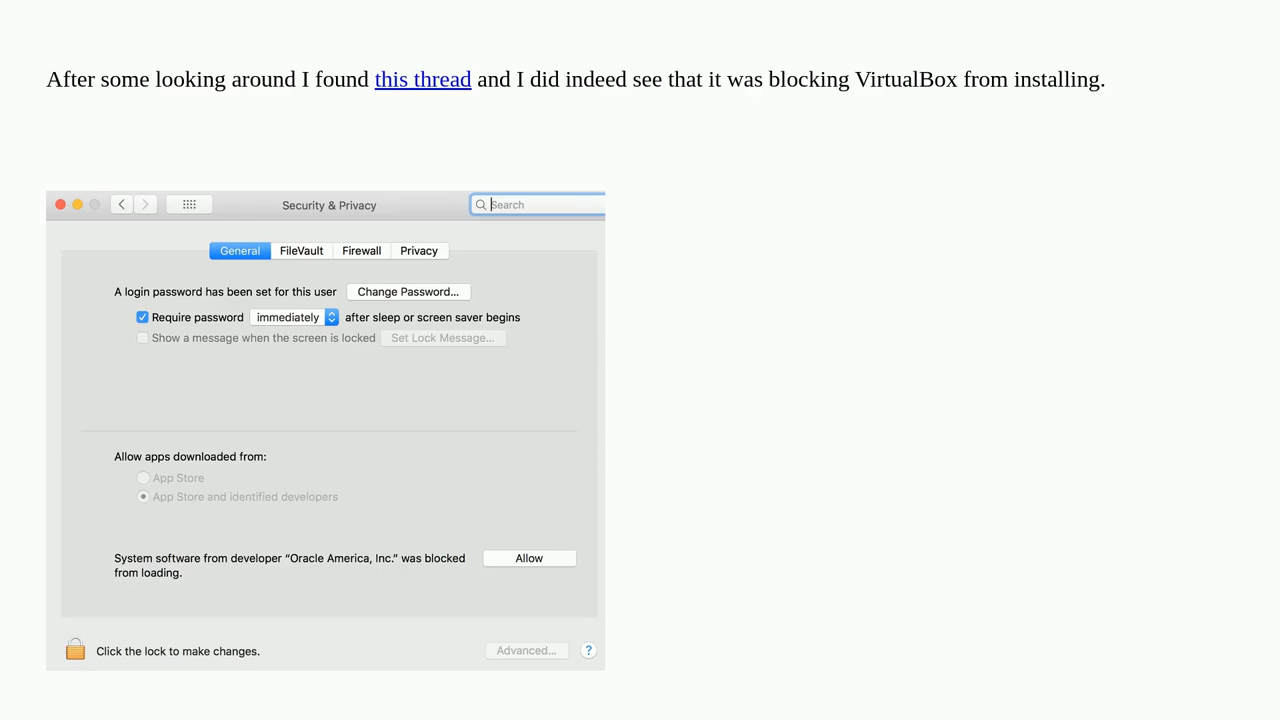 After some looking around I found this thread and I did indeed see that it was blocking VirtualBox from installing.
Security & Privacy
Search
General FileVault Firewall Privacy
A login password has been set for this user Change Password...
Require password immediately after sleep or screen saver begins
Show a message when the screen is locked Set Lock Message...
Allow apps downloaded from:
App Store
App Store and identified developers
System software from developer “Oracle America, Inc.” was blocked
from loading.
Allow
Click the lock to make changes.
Advanced... ?